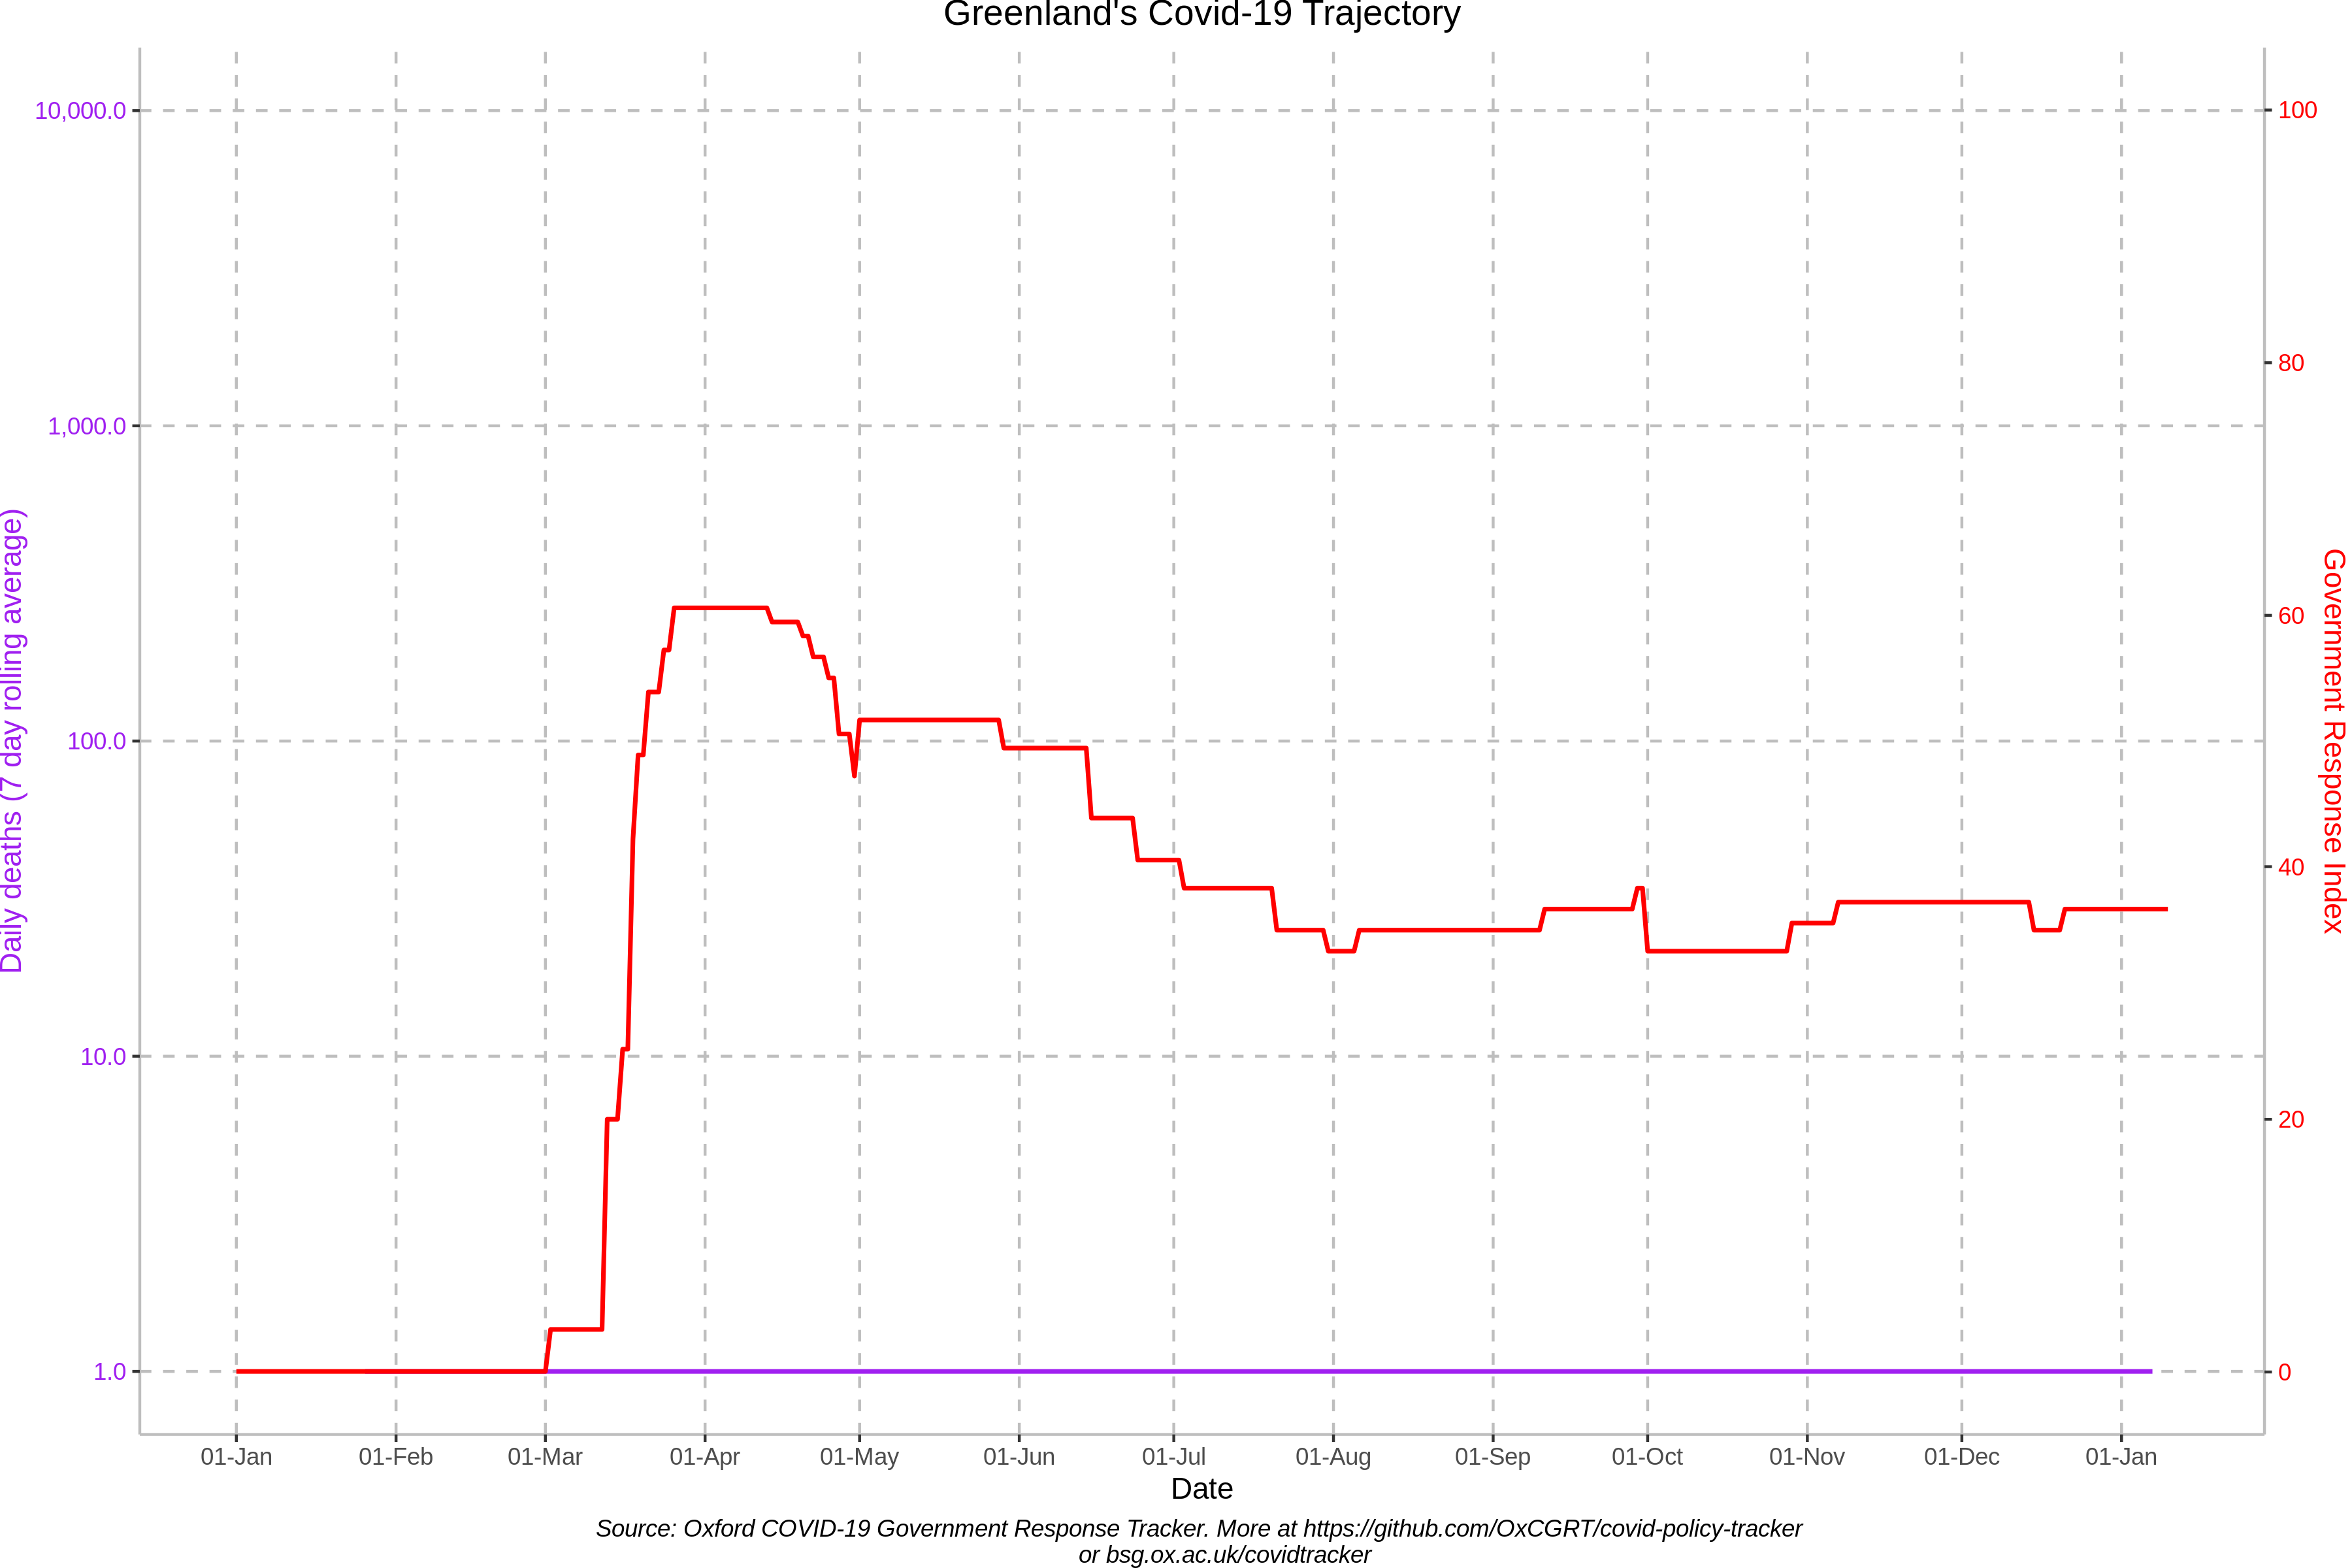 Greenland's Covid-19 Trajectory
10,000.0
1,000.0
100.0
10.0
1.0
Daily deaths (7 day rolling average)
100
80
60
40
20
0
Government Response Index
01-Jan
01-Feb
01-Mar
01-Apr
01-May
01-Jun
01-Jul
01-Aug
01-Sep
01-Oct
01-Nov
01-Dec
01-Jan
Date
Source: Oxford COVID-19 Government Response Tracker. More at https://github.com/OxCGRT/covid-policy-tracker
or bsg.ox.ac.uk/covidtracker